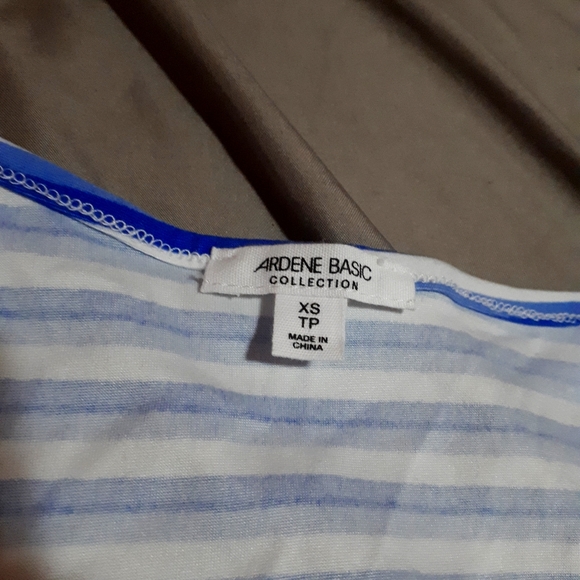 ARDENE BASIC
COLLECTION
XS
TP
MADE IN
CHINA